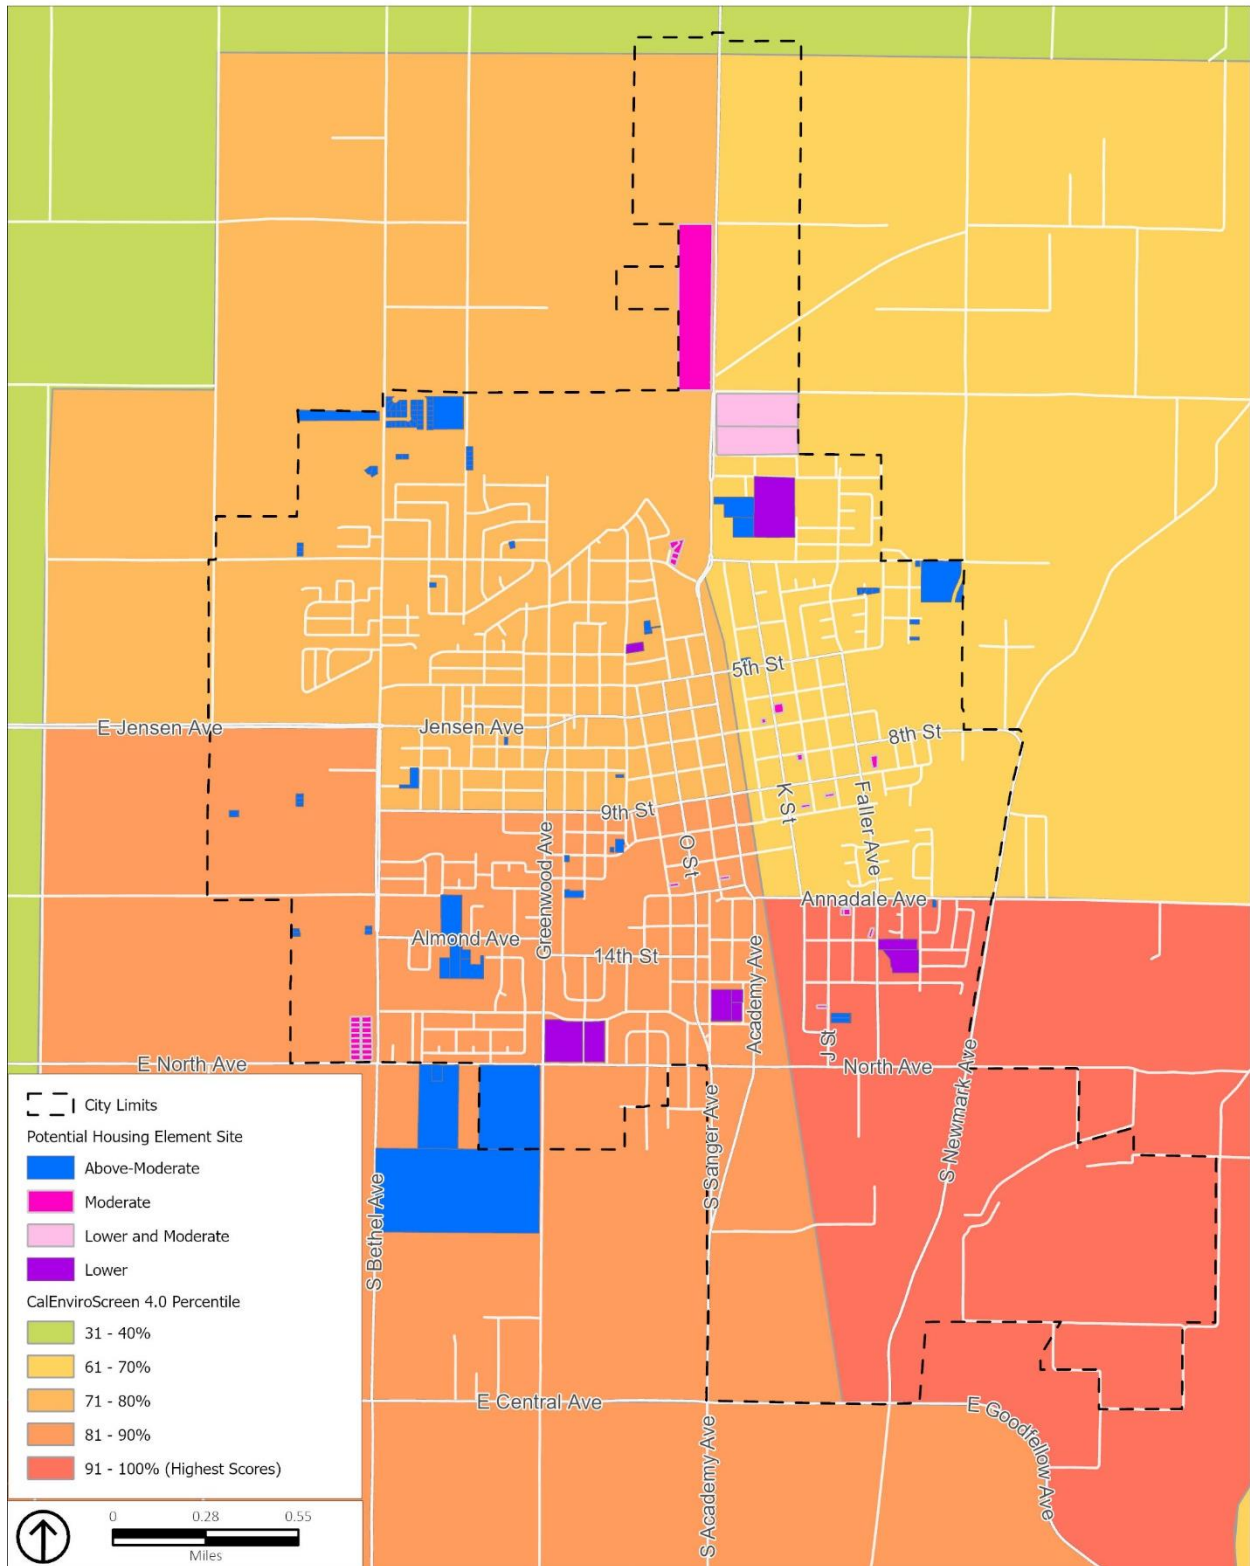 5th St
E Jensen Ave
Jensen Ave
8th St
9th St
K St
Faller Ave
O St
Greenwood Ave
Annadale Ave
Almond Ave
14th St
Academy Ave
J St
E North Ave
North Ave
S Newmark Ave
S Sanger Ave
S Bethel Ave
E Central Ave
E Goodfellow Ave
S Academy Ave
City Limits
Potential Housing Element Site
Above-Moderate
Moderate
Lower and Moderate
Lower
CalEnviroScreen 4.0 Percentile
31 - 40%
61 - 70%
71 - 80%
81 - 90%
91 - 100% (Highest Scores)
0 0.28 0.55
Miles